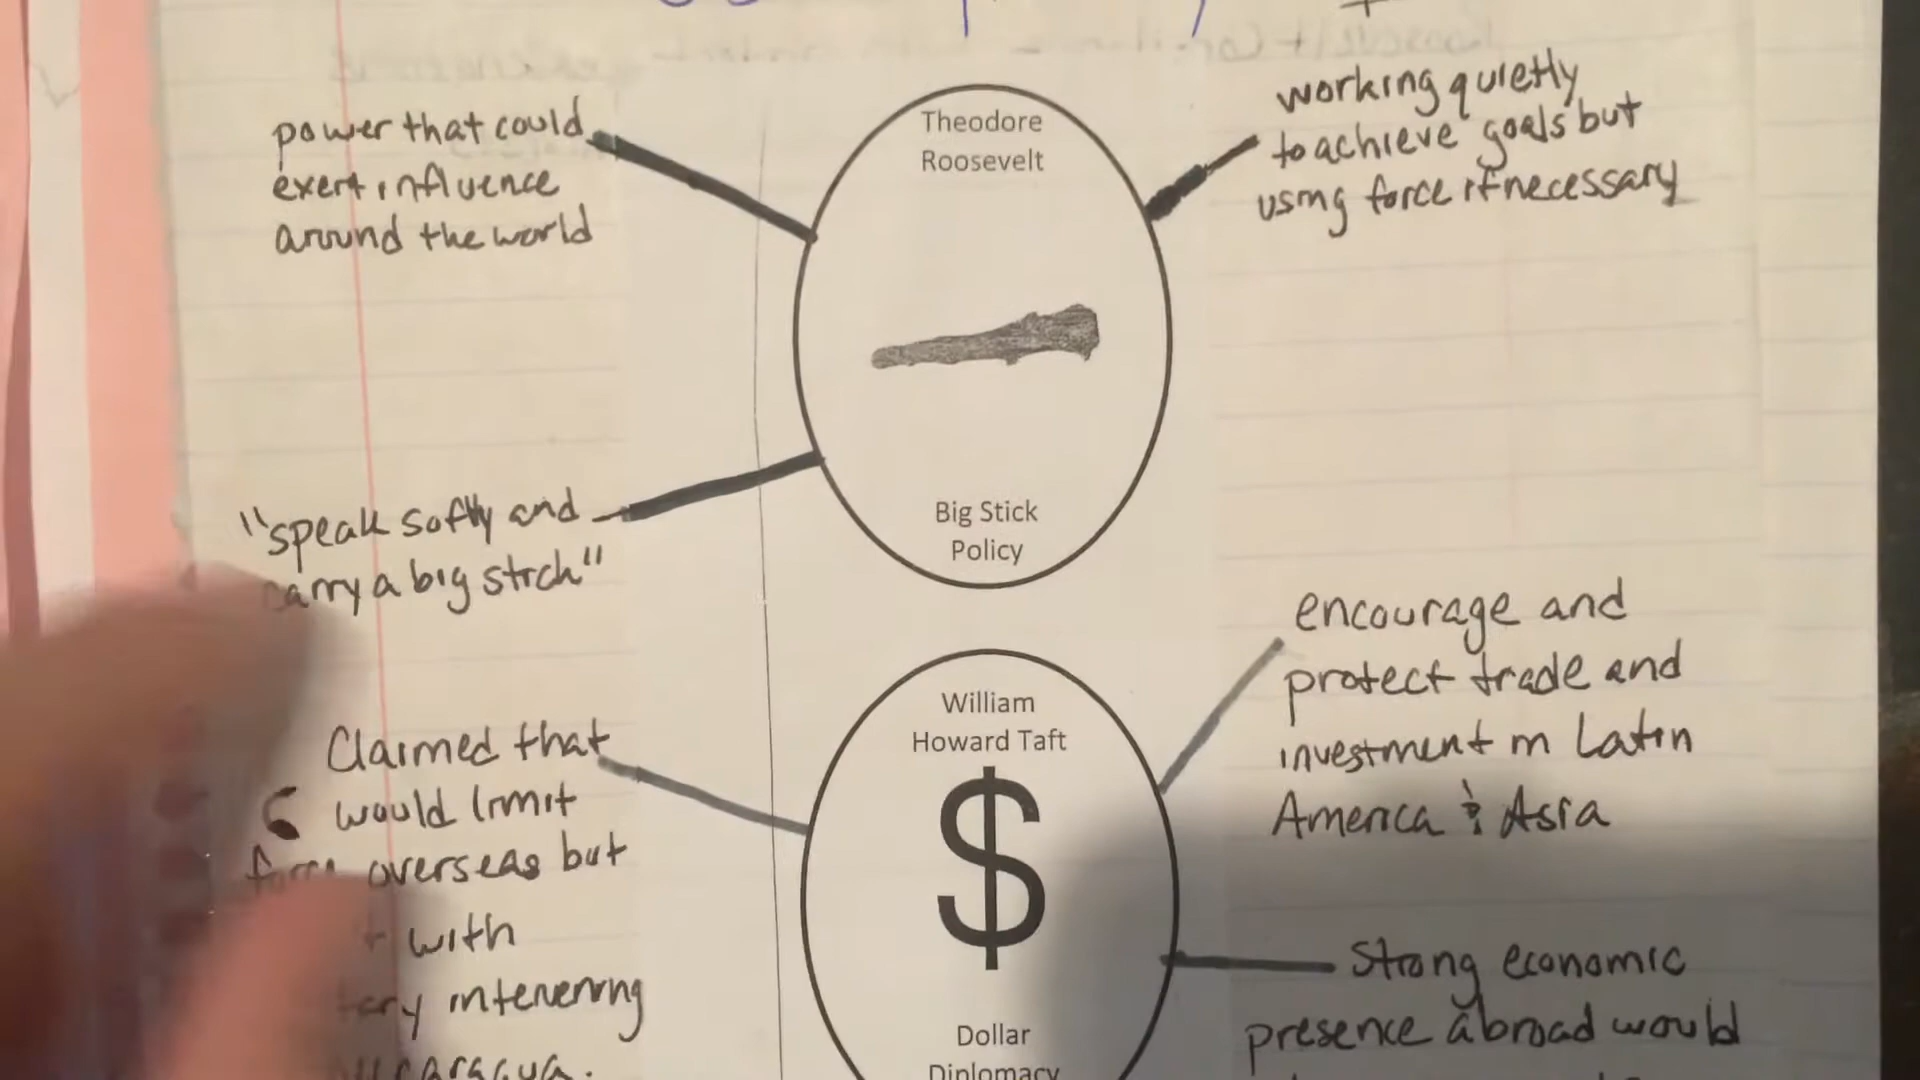 power that could
exert influence
around the world
Theodore
Roosevelt
working quietly
to achieve goals but
using force if necessary
"speak softly and
carry a big stick"
Big Stick
Policy
William
Howard Taft
$
Dollar
Diplomacy
Claimed that
would limit
force overseas but
with
intervening
encourage and
protect trade and
investment in Latin
America & Asia
Strong economic
presence abroad would